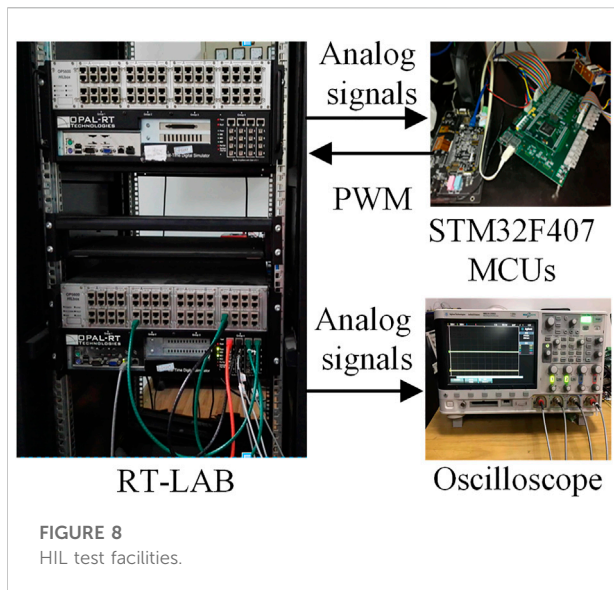 Analog
signals
PWM
STM32F407
MCUs
Analog
signals
OPAL-RT
TECHNOLOGIES
OPAL-RT
RT-LAB
Oscilloscope
FIGURE 8
HIL test facilities.